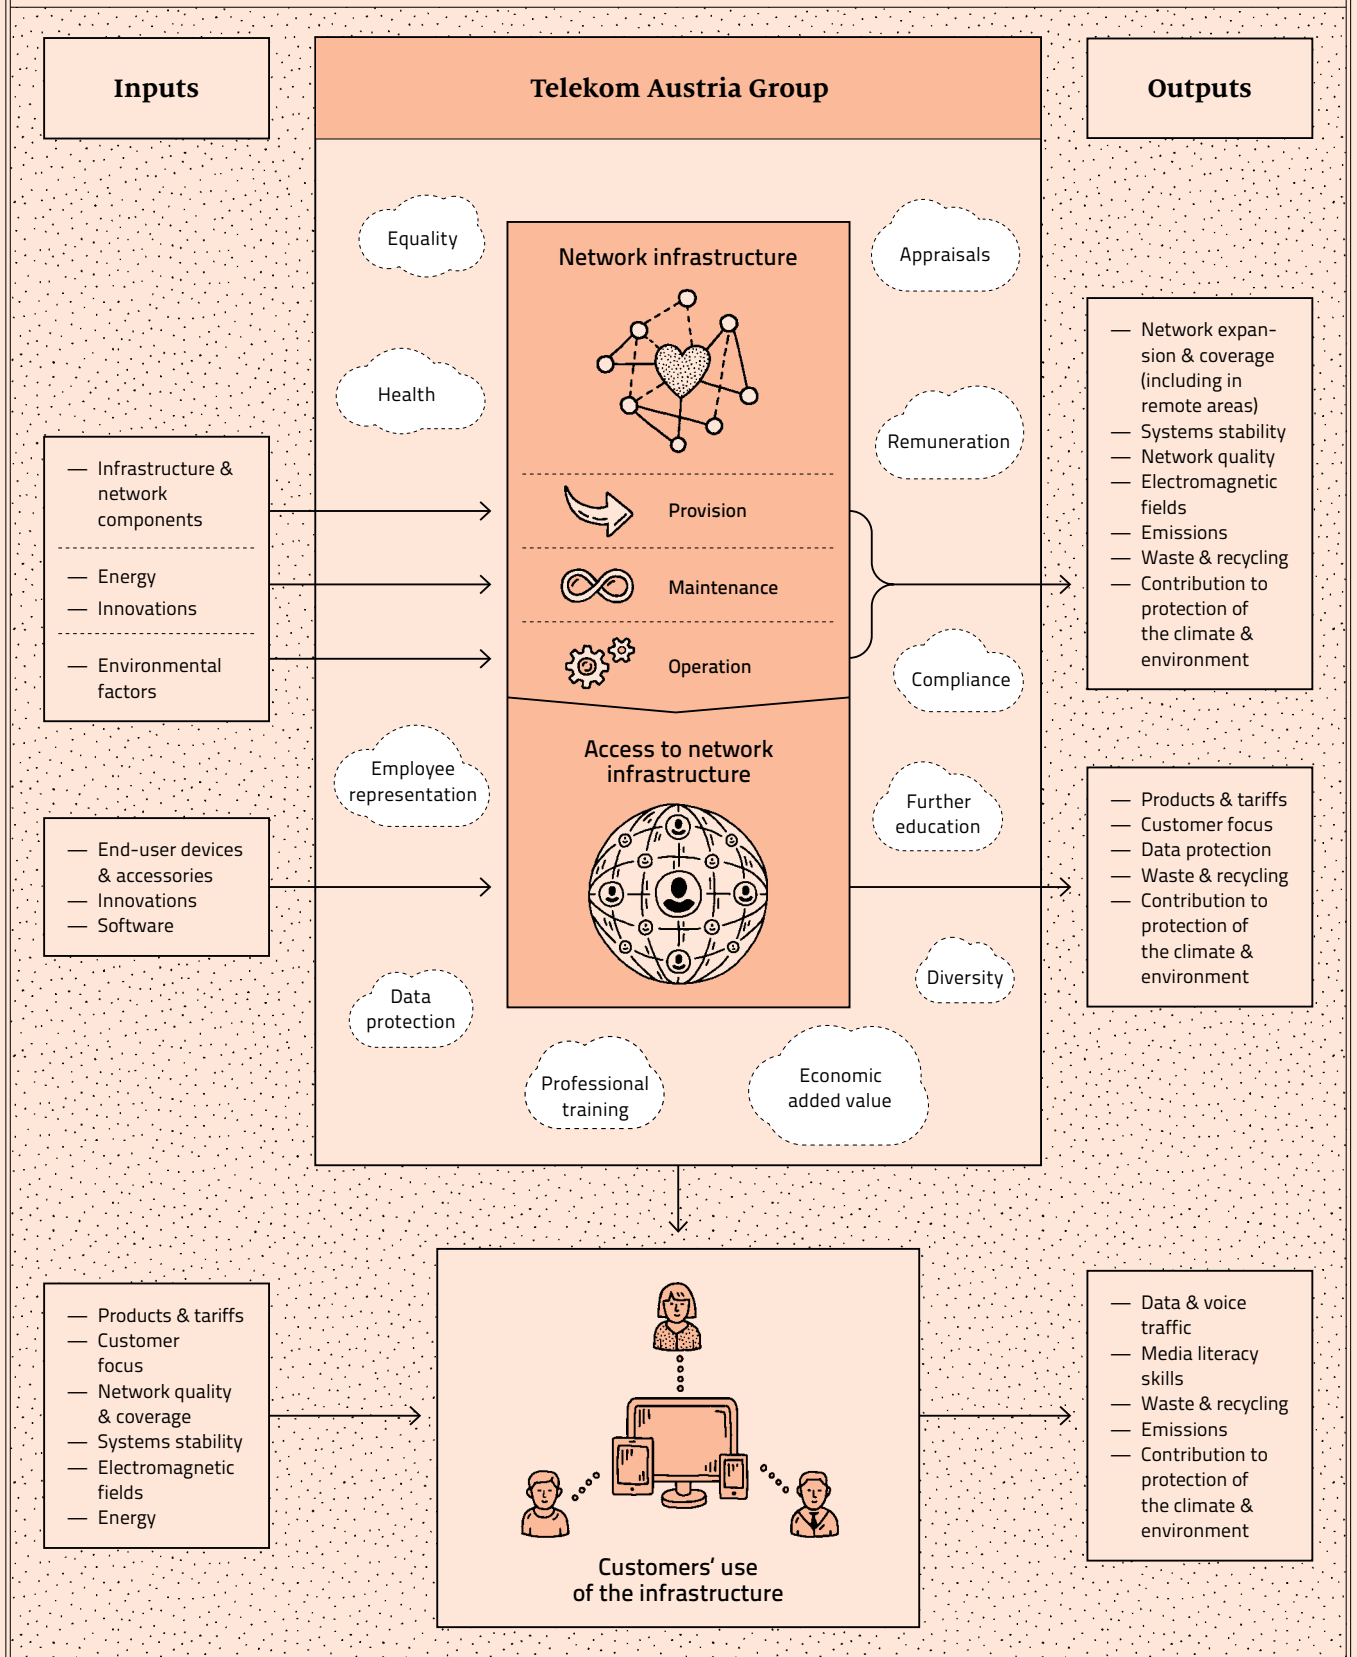 Inputs
Telekom Austria Group
Outputs
Equality
Health
Appraisals
Remuneration
Network infrastructure
Provision
Maintenance
Operation
— Infrastructure &
network
components
— Energy
— Innovations
— Environmental
factors
— Network expan-
sion & coverage
(including in
remote areas)
— Systems stability
— Network quality
— Electromagnetic
fields
— Emissions
— Waste & recycling
— Contribution to
protection of
the climate &
environment
Compliance
Employee
representation
Access to network
infrastructure
Further
education
— End-user devices
& accessories
— Innovations
— Software
— Products & tariffs
— Customer focus
— Data protection
— Waste & recycling
— Contribution to
protection of
the climate &
environment
Data
protection
Diversity
Professional
training
Economic
added value
— Products & tariffs
— Customer
focus
— Network quality
& coverage
— Systems stability
— Electromagnetic
fields
— Energy
Customers‘ use
of the infrastructure
— Data & voice
traffic
— Media literacy
skills
— Waste & recycling
— Emissions
— Contribution to
protection of
the climate &
environment